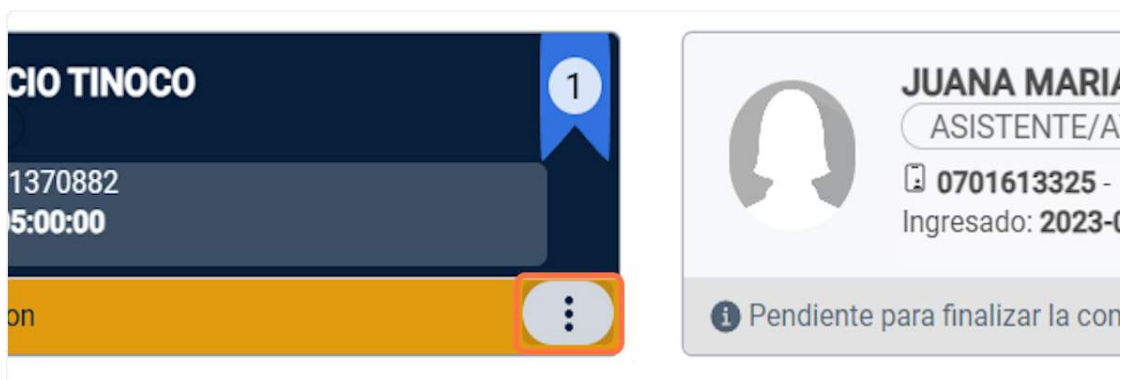 CIO TINOCO
1
1370882
5:00:00
on
JUANA MARIA
ASISTENTE/A
0701613325 -
Ingresado: 2023-0
Pendiente para finalizar la con